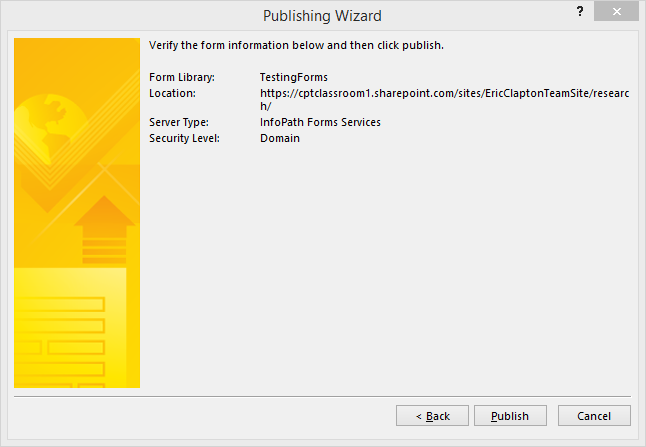 Publishing Wizard
?
Verify the form information below and then click publish.
Form Library: TestingForms
Location: https://cptclassroom1.sharepoint.com/sites/EricClaptonTeamSite/researc
h/
Server Type: InfoPath Forms Services
Security Level: Domain
< Back Publish Cancel